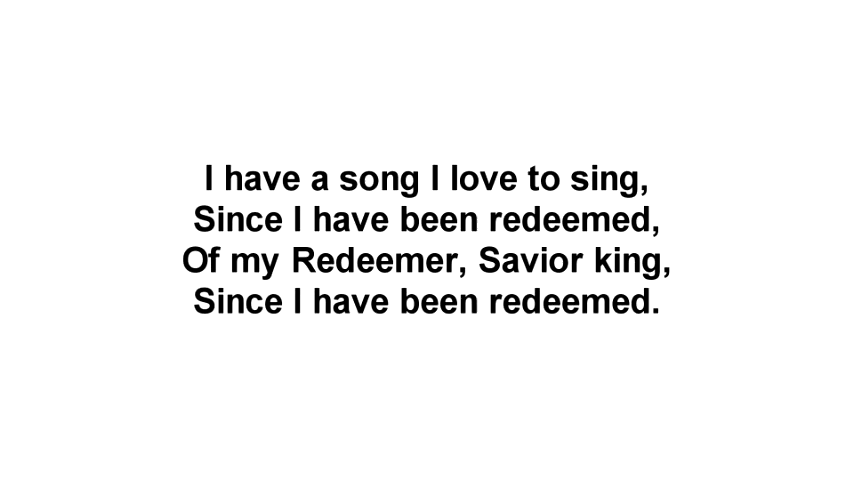 I have a song I love to sing,
Since I have been redeemed,
Of my Redeemer, Savior king,
Since I have been redeemed.